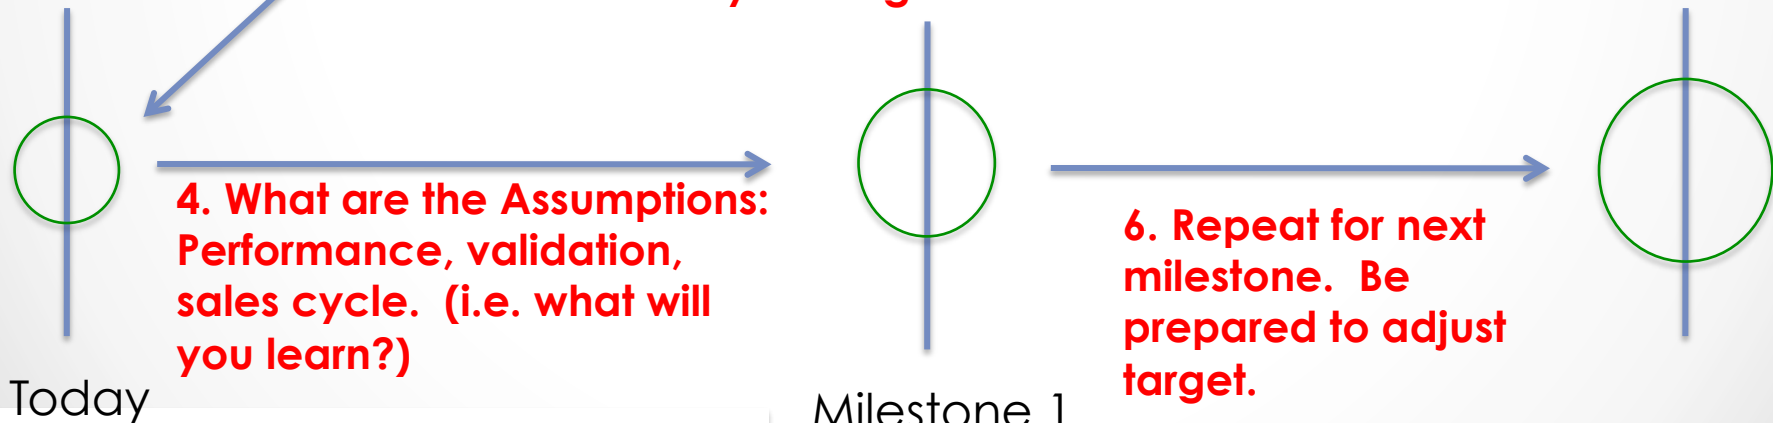 4. What are the Assumptions:
Performance, validation,
sales cycle.  (i.e. what will
you learn?)
6. Repeat for next
milestone.  Be
prepared to adjust
target.
Today
Milestone 1